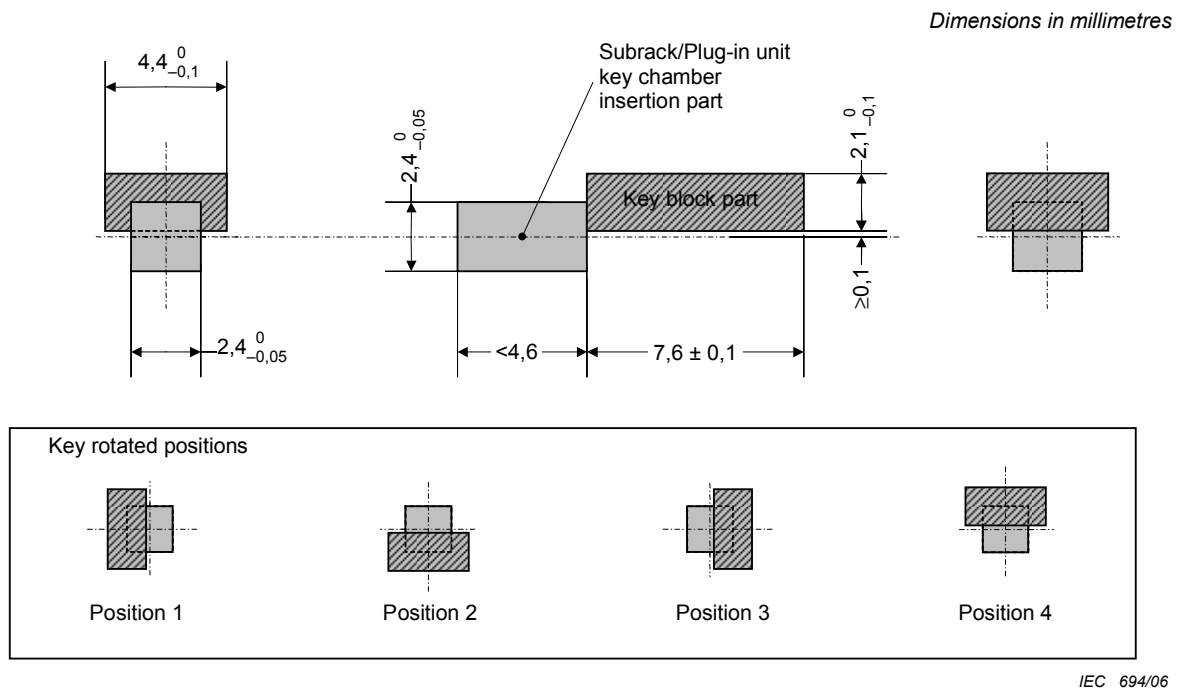 Dimensions in millimetres
4,4 0 –0,1
Subrack/Plug-in unit
key chamber
insertion part
2,4 0 –0,05
2,1 0 –0,1
Key block part
≥0,1
2,4 0 –0,05
<4,6
7,6 ± 0,1
Key rotated positions
Position 1
Position 2
Position 3
Position 4
IEC 694/06